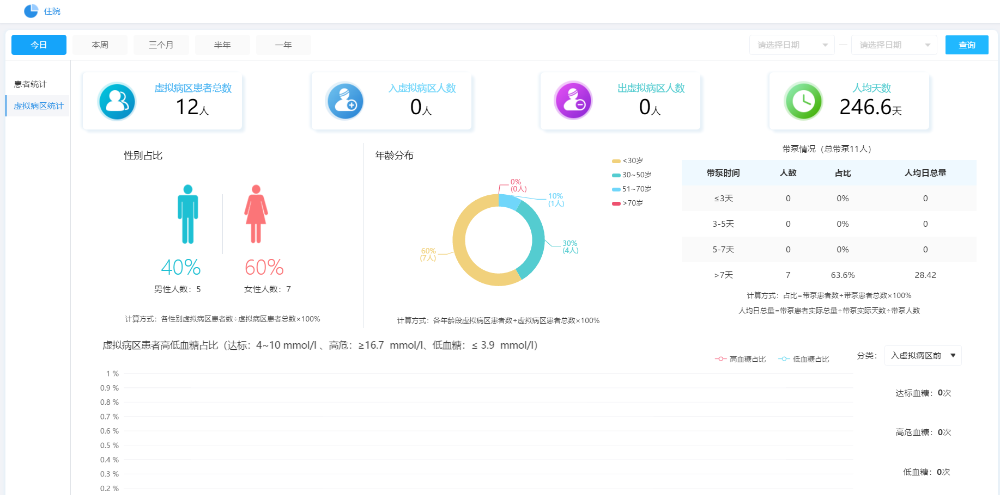 住院
今日
本周
三个月
半年
一年
请选择日期
—
请选择日期
查询
患者统计
虚拟病区统计
虚拟病区患者总数
12人
入虚拟病区人数
0人
出虚拟病区人数
0人
人均天数
246.6天
性别占比
40%
男性人数：5
60%
女性人数：7
计算方式：各性别虚拟病区患者数÷虚拟病区患者总数×100%
年龄分布
<30岁
30~50岁
51~70岁
>70岁
0%
(0人)
10%
(1人)
30%
(4人)
60%
(7人)
计算方式：各年龄段虚拟病区患者数÷虚拟病区患者总数×100%
带泵情况（总带泵11人）
带泵时间 人数 占比 人均日总量
≤3天 0 0% 0
3-5天 0 0% 0
5-7天 0 0% 0
>7天 7 63.6% 28.42
计算方式：占比=带泵患者数÷带泵患者总数×100%
人均日总量=带泵患者实际总量÷带泵实际天数÷带泵人数
虚拟病区患者高低血糖占比（达标：4~10 mmol/l 、高危：≥16.7 mmol/l、低血糖：≤ 3.9 mmol/l）
高血糖占比
低血糖占比
分类：
入虚拟病区前
1 %
0.9 %
0.8 %
0.7 %
0.6 %
0.5 %
0.4 %
0.3 %
0.2 %
达标血糖：0次
高危血糖：0次
低血糖：0次